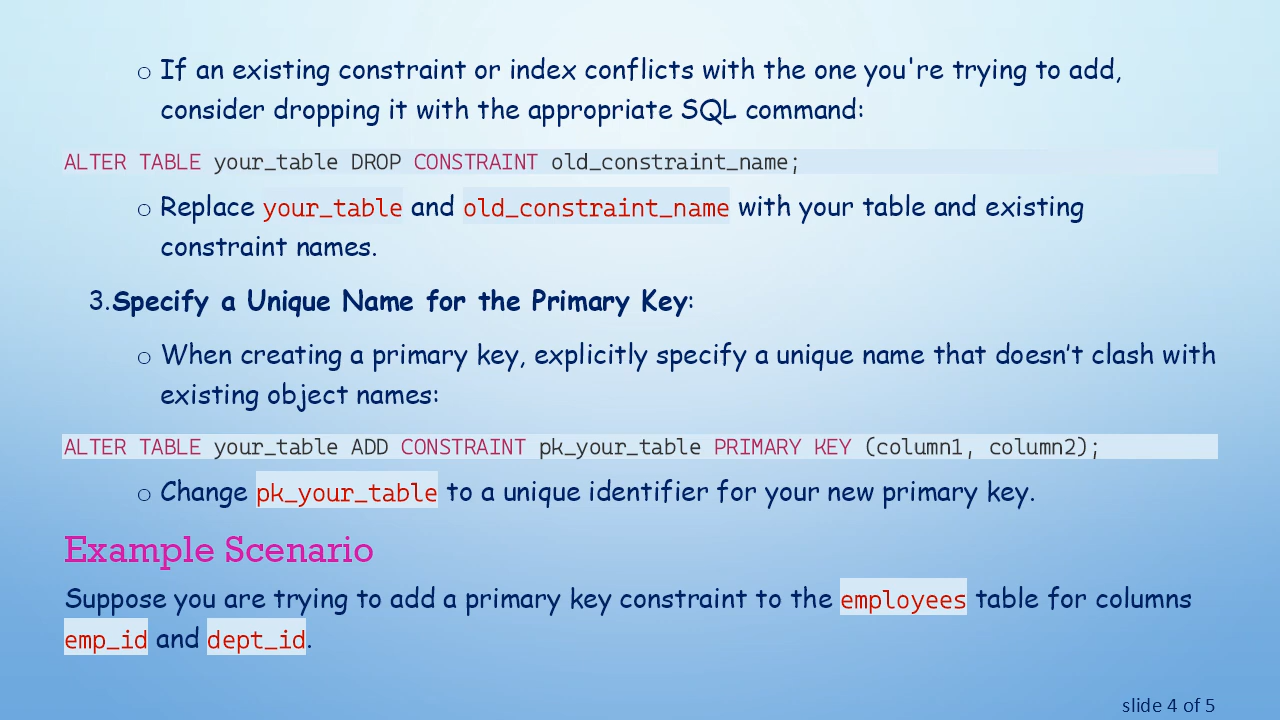 o If an existing constraint or index conflicts with the one you're trying to add,
consider dropping it with the appropriate SQL command:
ALTER TABLE your_table DROP CONSTRAINT old_constraint_name;
o Replace your_table and old_constraint_name with your table and existing
constraint names.
3.Specify a Unique Name for the Primary Key:
o When creating a primary key, explicitly specify a unique name that doesn’t clash with
existing object names:
ALTER TABLE your_table ADD CONSTRAINT pk_your_table PRIMARY KEY (column1, column2);
o Change pk_your_table to a unique identifier for your new primary key.
Example Scenario
Suppose you are trying to add a primary key constraint to the employees table for columns
emp_id and dept_id.
slide 4 of 5